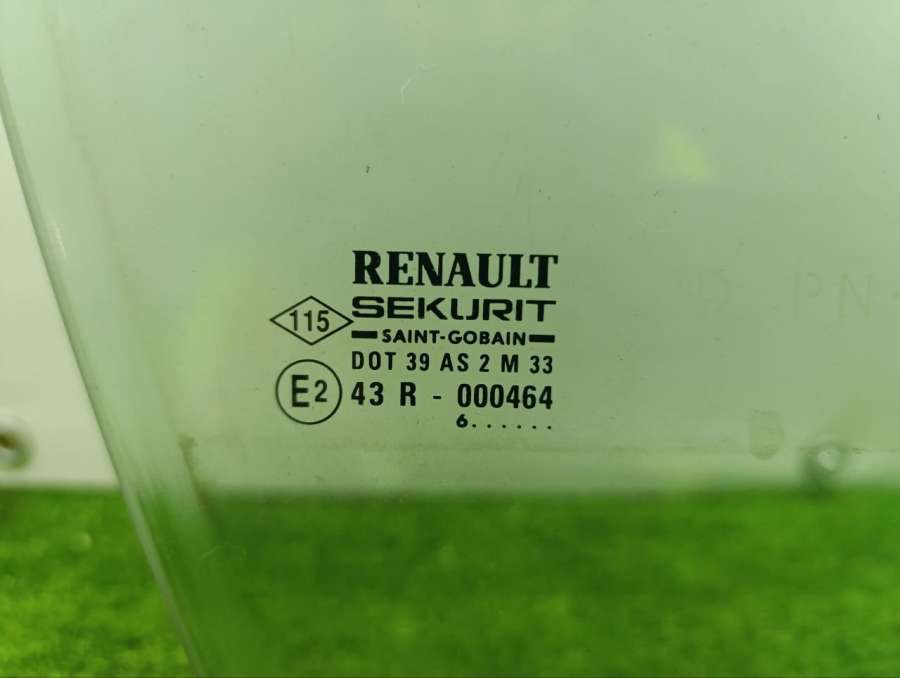 RENAULT
115
SEKURIT
SAINT-GOBAIN
DOT 39 AS 2 M 33
E2
43 R - 000464
6......